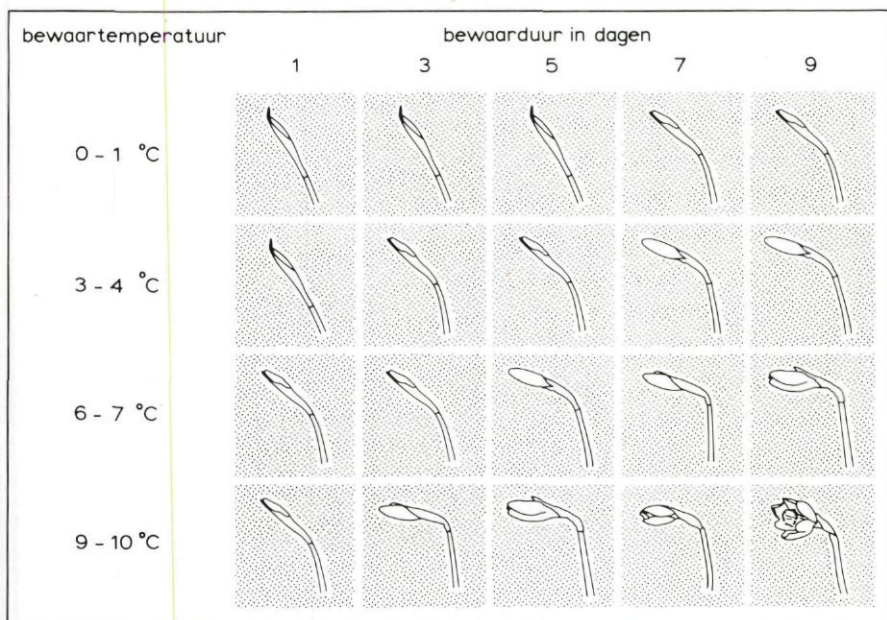 bewaartemperatuur bewaarduur in dagen
1 3 5 7 9
0 - 1 °C
3 - 4 °C
6 - 7 °C
9 - 10 °C